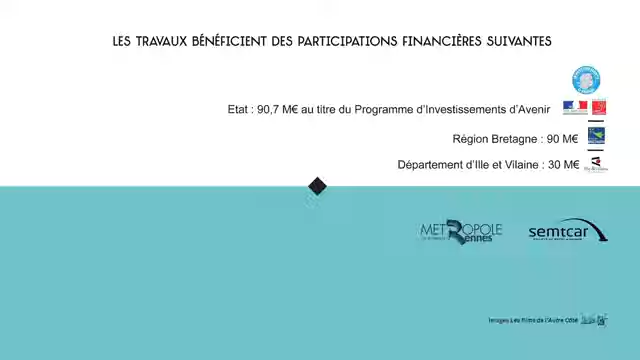 LES TRAVAUX BÉNÉFICIENT DES PARTICIPATIONS FINANCIÈRES SUIVANTES
Etat : 90,7 M€ au titre du Programme d'Investissements d'Avenir
Région Bretagne : 90 M€
Département d'Ille et Vilaine : 30 M€
METROPOLE
Rennes
semtcar
Images Les Films de l'Autre Côté